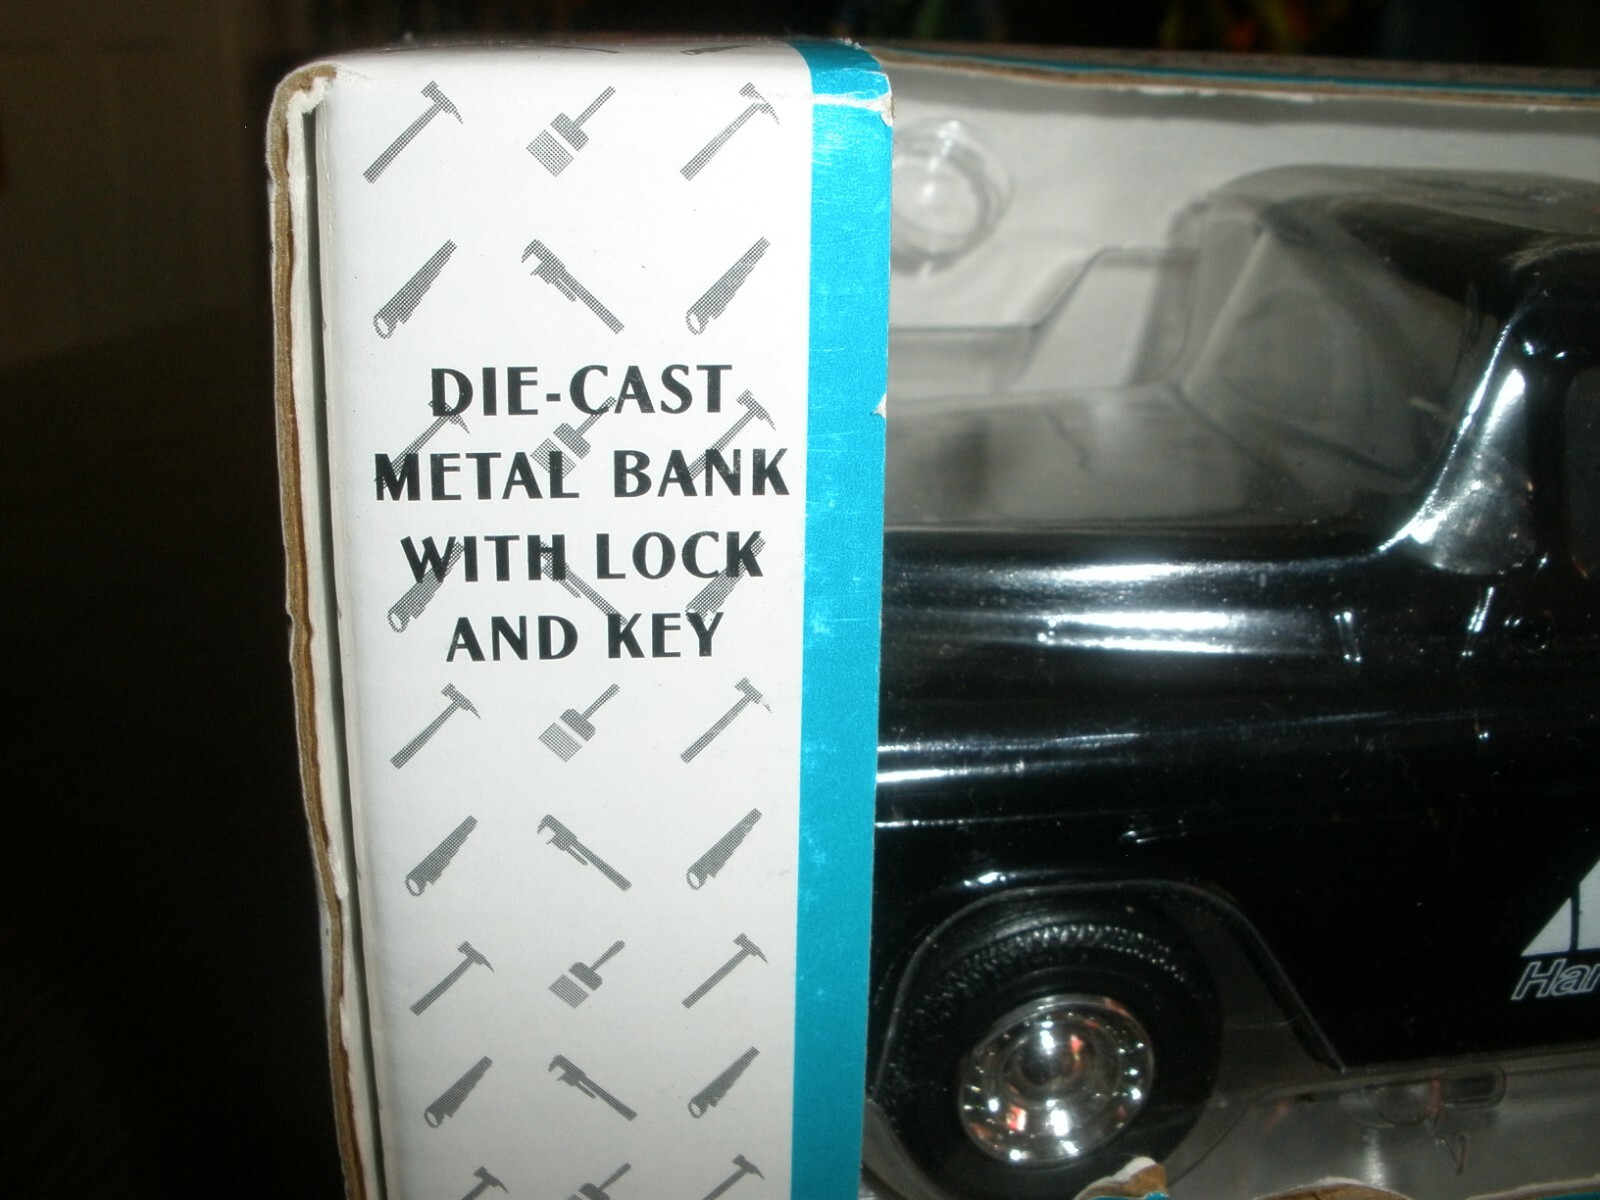 DIE-CAST
METAL BANK
WITH LOCK
AND KEY